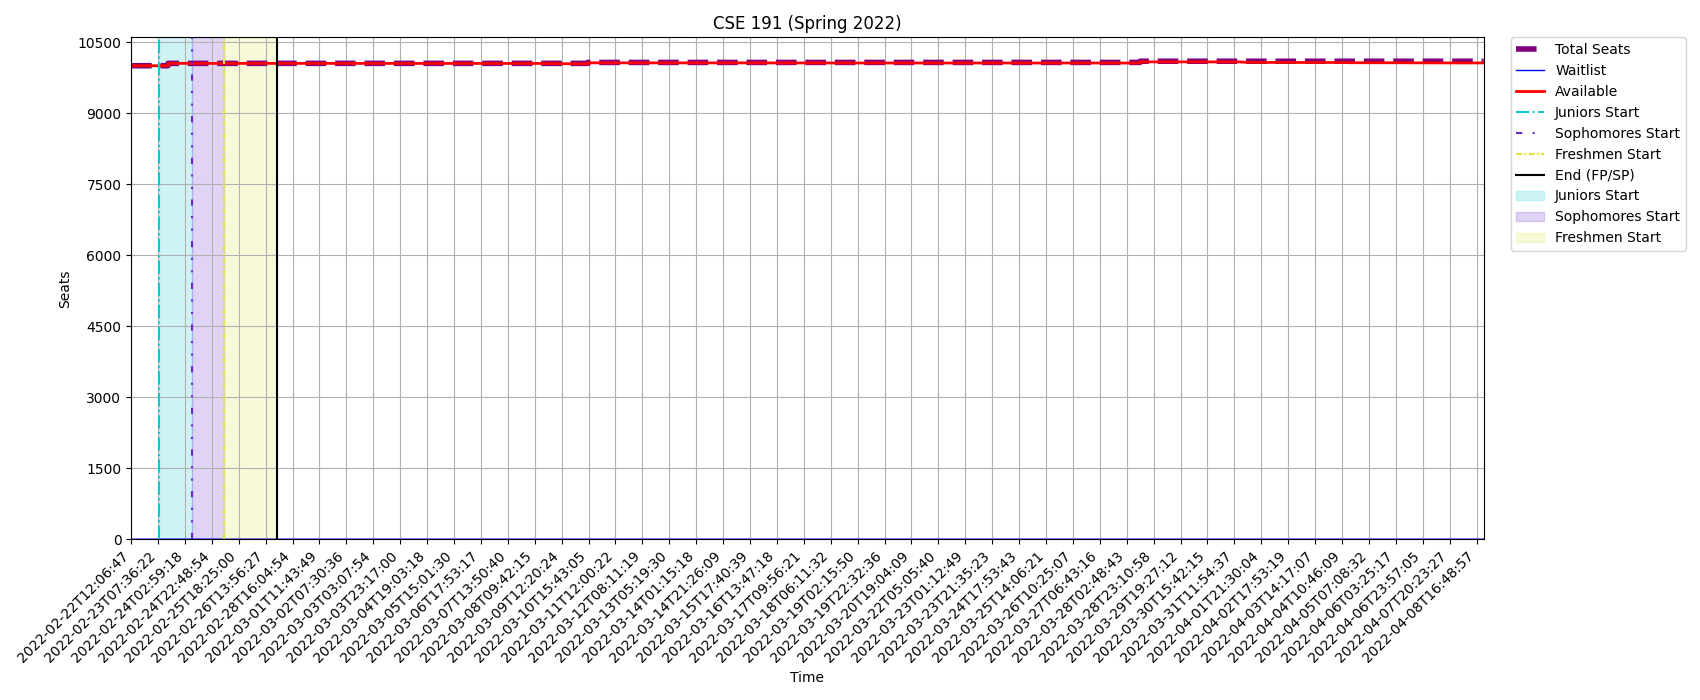 CSE 191 (Spring 2022)
10500
9000
7500
6000
4500
3000
1500
0
Seats
Total Seats
Waitlist
Available
Juniors Start
Sophomores Start
Freshmen Start
End (FP/SP)
Juniors Start
Sophomores Start
Freshmen Start
2022-02-22T12:06:47
2022-02-23T07:36:22
2022-02-24T02:59:18
2022-02-24T22:48:54
2022-02-25T18:25:00
2022-02-26T13:56:27
2022-02-28T16:04:54
2022-03-01T11:43:49
2022-03-02T07:30:36
2022-03-03T03:07:54
2022-03-03T23:17:00
2022-03-04T19:03:18
2022-03-05T15:01:30
2022-03-06T17:53:17
2022-03-07T13:50:40
2022-03-08T09:42:15
2022-03-09T12:20:24
2022-03-10T15:43:05
2022-03-11T12:00:22
2022-03-12T08:11:19
2022-03-13T05:19:30
2022-03-14T01:15:18
2022-03-14T21:26:09
2022-03-15T17:40:39
2022-03-16T13:47:18
2022-03-17T09:56:21
2022-03-18T06:11:32
2022-03-19T02:15:50
2022-03-19T22:32:36
2022-03-20T19:04:09
2022-03-22T05:05:40
2022-03-23T01:12:49
2022-03-23T21:35:23
2022-03-24T17:53:43
2022-03-25T14:06:21
2022-03-26T10:25:07
2022-03-27T06:43:16
2022-03-28T02:48:43
2022-03-28T23:10:58
2022-03-29T19:27:12
2022-03-30T15:42:15
2022-03-31T11:54:37
2022-04-01T21:30:04
2022-04-02T17:53:19
2022-04-03T14:17:07
2022-04-04T10:46:09
2022-04-05T07:08:32
2022-04-06T03:25:17
2022-04-06T23:57:05
2022-04-07T20:23:27
2022-04-08T16:48:57
Time